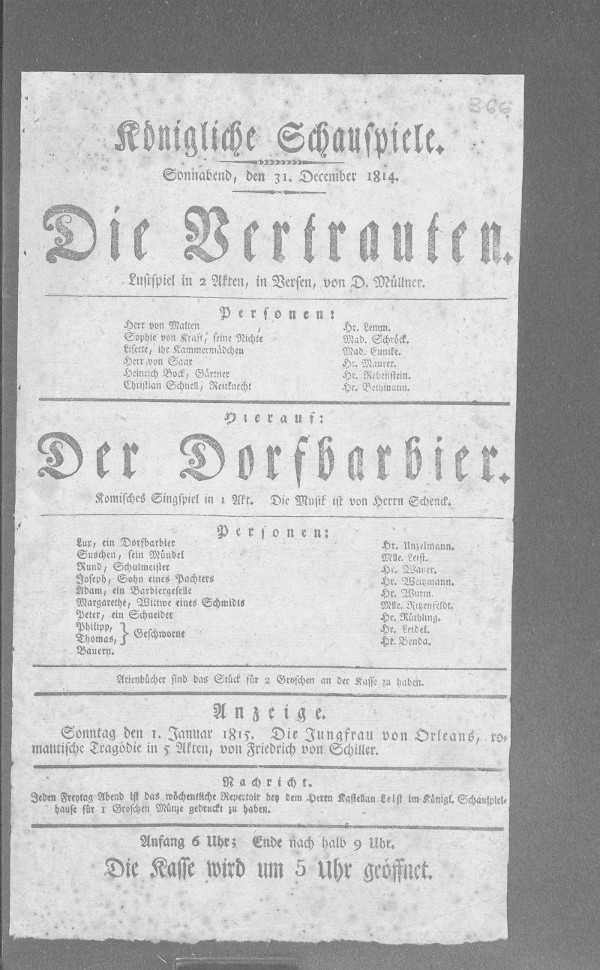 866
Königliche Schauspiele.
Sonnabend, den 31. December 1814.
Die Vertrauten.
Lustspiel in 2 Akten, in Versen, von D. Müllner.
Personen:
Herr von Malten Hr. Lemm.
Sophie von Kraft, seine Nichte Mad. Schröck.
Lisette, ihr Kammermädchen Mad. Eunike.
Herr von Saar Hr. Maurer.
Heinrich Bock, Gärtner Hr. Rebenstein.
Christian Schnell, Reuknecht Hr. Bethmann.
Hierauf:
Der Dorfbarbier.
Komisches Singspiel in 1 Akt. Die Musik ist von Herrn Schenck.
Personen:
Lux, ein Dorfbarbier Hr. Unzelmann.
Suschen, sein Mündel Mlle. Leist.
Rund, Schulmeister Hr. Wauer.
Joseph, Sohn eines Pachters Hr. Weitzmann.
Adam, ein Barbiergeselle Hr. Wurm.
Margarethe, Wittwe eines Schmidts Mlle. Ritzenfeldt.
Peter, ein Schneider Hr. Rüthling.
Philipp, } Geschworne Hr. Leidel.
Thomas, Hr. Benda.
Bauern.
Arienbücher sind das Stück für 2 Groschen an der Kasse zu haben.
Anzeige.
Sonntag den 1. Januar 1815. Die Jungfrau von Orleans, ro-
mantische Tragödie in 5 Akten, von Friedrich von Schiller.
Nachricht.
Jeden Freytag Abend ist das wöchentliche Repertoir bey dem Herrn Kastellan Leist im Königl. Schauspiel-
hause für 1 Groschen Münze gedruckt zu haben.
Anfang 6 Uhr; Ende nach halb 9 Uhr.
Die Kasse wird um 5 Uhr geöffnet.